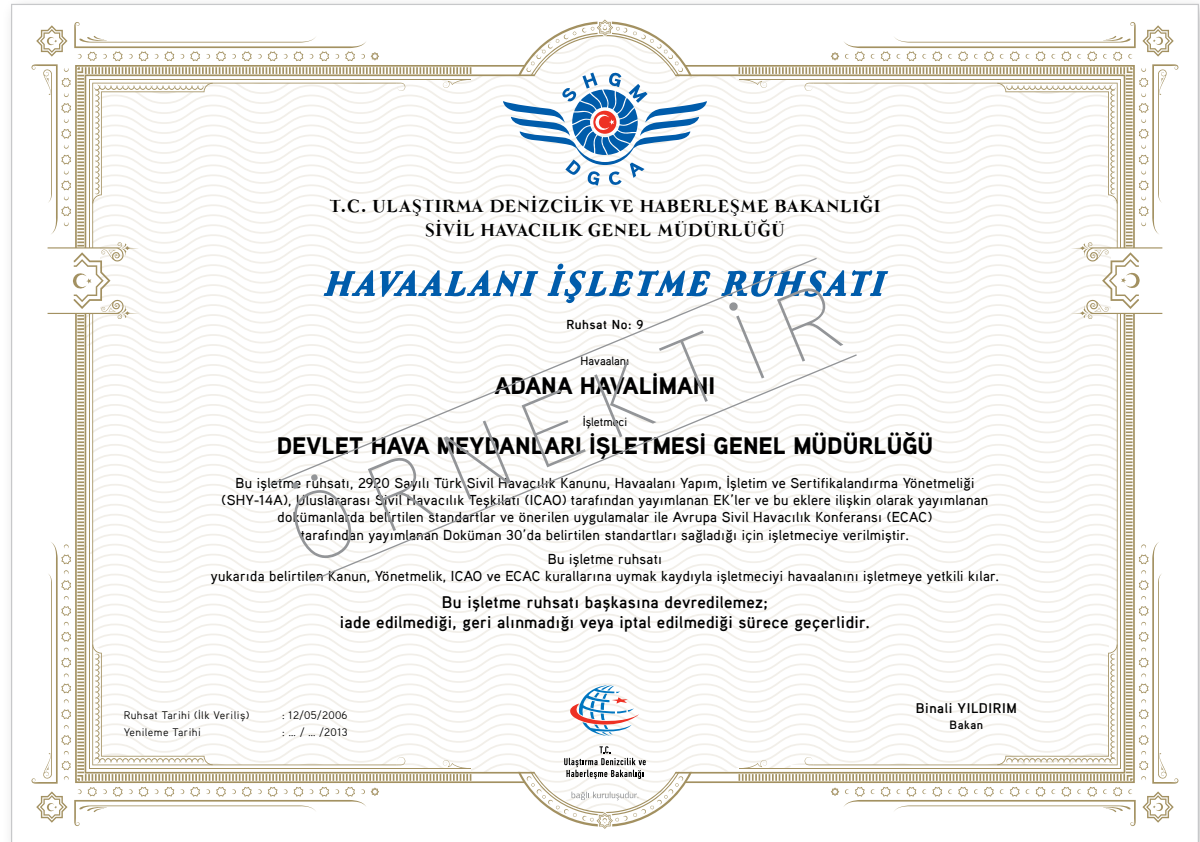 SHGM
DGCA
T.C. ULAŞTIRMA DENİZCİLİK VE HABERLEŞME BAKANLIĞI
SİVİL HAVACILIK GENEL MÜDÜRLÜĞÜ
HAVAALANI İŞLETME RUHSATI
Ruhsat No: 9
Havaalanı
ADANA HAVALİMANI
İşletmeci
DEVLET HAVA MEYDANLARI İŞLETMESİ GENEL MÜDÜRLÜĞÜ
ÖRNEKTİR
Bu işletme ruhsatı, 2920 Sayılı Türk Sivil Havacılık Kanunu, Havaalanı Yapım, İşletim ve Sertifikalandırma Yönetmeliği
(SHY-14A), Uluslararası Sivil Havacılık Teşkilatı (ICAO) tarafından yayımlanan EK'ler ve bu eklere ilişkin olarak yayımlanan
dokümanlarda belirtilen standartlar ve önerilen uygulamalar ile Avrupa Sivil Havacılık Konferansı (ECAC)
tarafından yayımlanan Doküman 30'da belirtilen standartları sağladığı için işletmeciye verilmiştir.
Bu işletme ruhsatı
yukarıda belirtilen Kanun, Yönetmelik, ICAO ve ECAC kurallarına uymak kaydıyla işletmeciyi havaalanını işletmeye yetkili kılar.
Bu işletme ruhsatı başkasına devredilemez;
iade edilmediği, geri alınmadığı veya iptal edilmediği sürece geçerlidir.
Ruhsat Tarihi (İlk Veriliş) : 12/05/2006
Yenileme Tarihi : ... / ... /2013
Binali YILDIRIM
Bakan
T.C.
Ulaştırma Denizcilik ve
Haberleşme Bakanlığı
bağlı kuruluşudur.